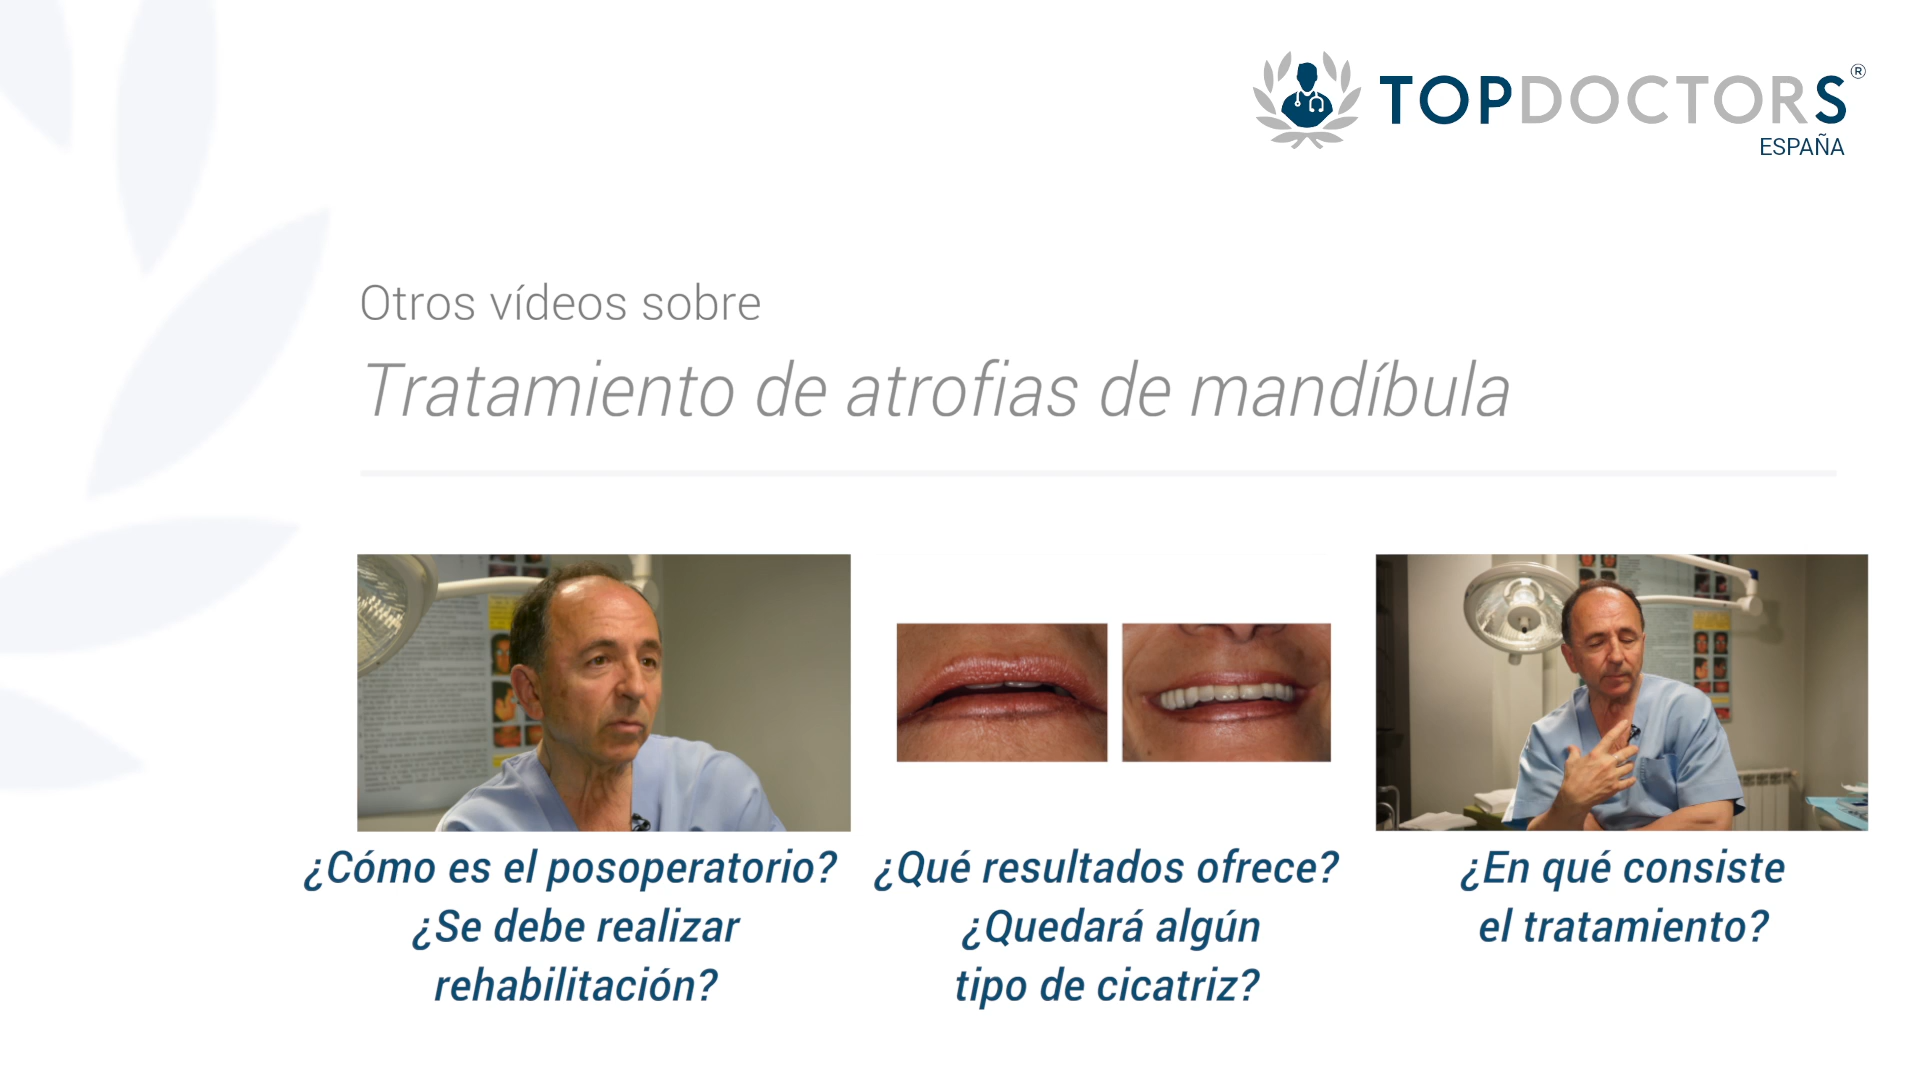 TOPDOCTORS®
ESPAÑA
Otros vídeos sobre
Tratamiento de atrofias de mandíbula
¿Cómo es el posoperatorio?
¿Se debe realizar
rehabilitación?
¿Qué resultados ofrece?
¿Quedará algún
tipo de cicatriz?
¿En qué consiste
el tratamiento?